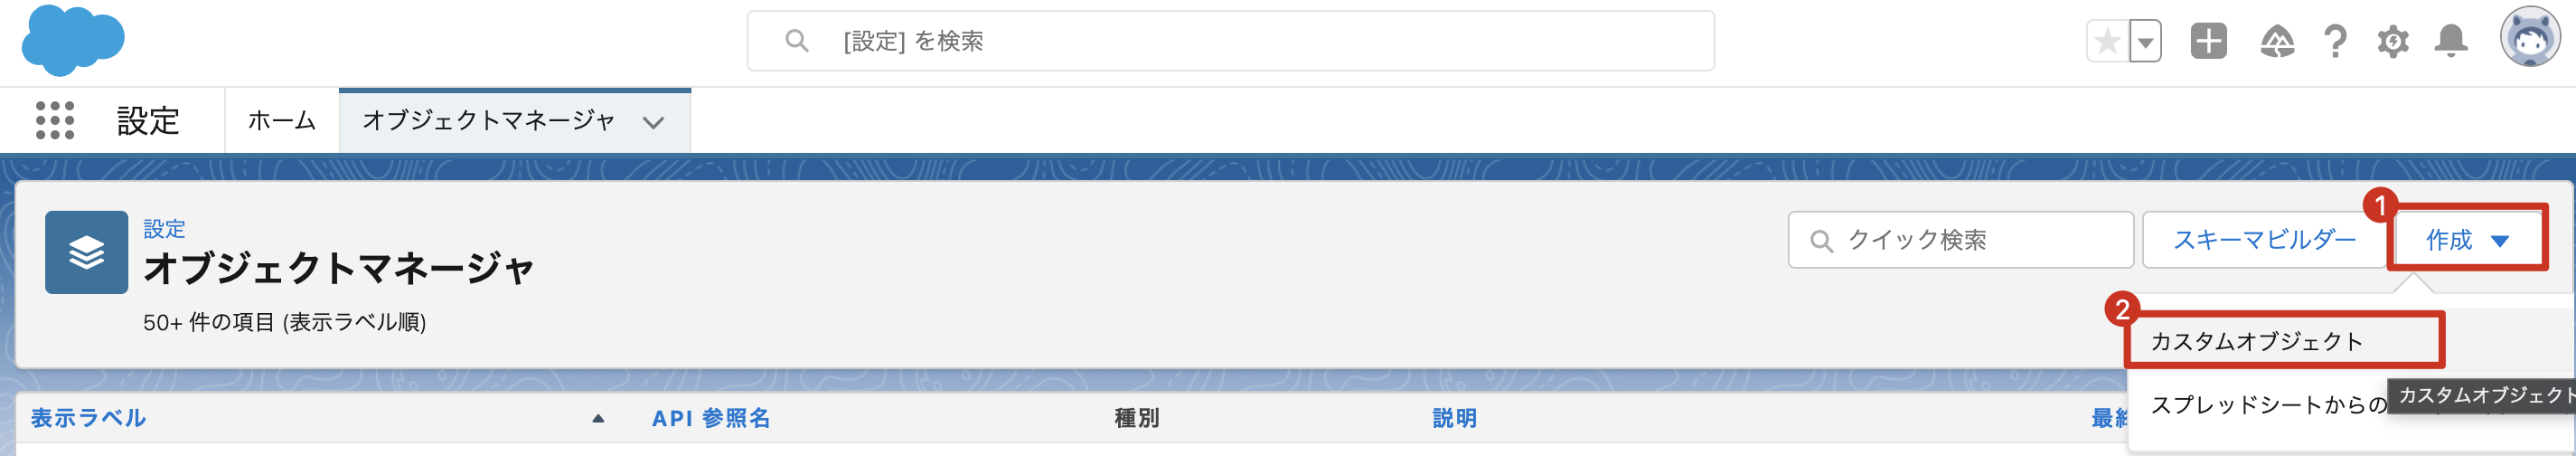 [設定] を検索
設定
ホーム
オブジェクトマネージャ
設定
オブジェクトマネージャ
50+ 件の項目 (表示ラベル順)
クイック検索
スキーマビルダー
1
作成
2
カスタムオブジェクト
スプレッドシートからの
カスタムオブジェクト
表示ラベル
API 参照名
種別
説明
最終